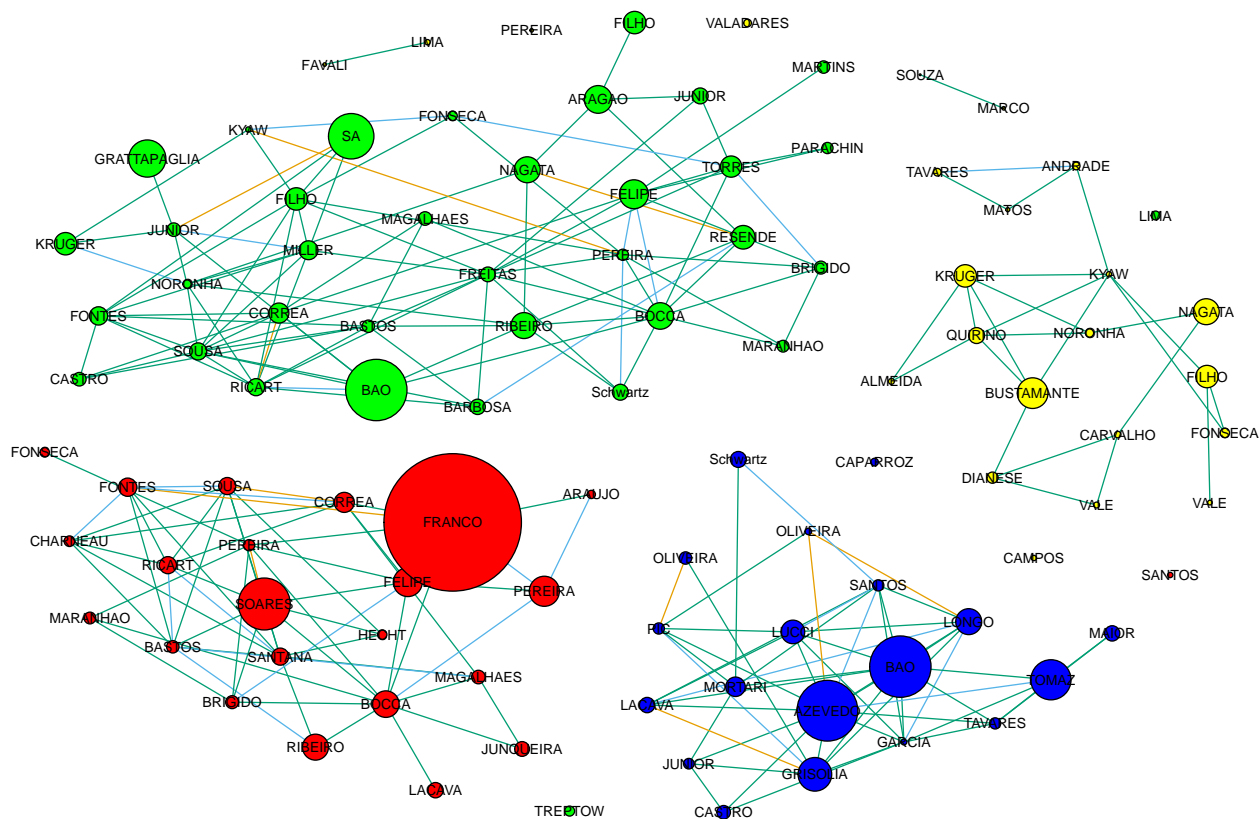 FILHO
VALADARES
PEREIRA
LIMA
FAVALI
MARTINS
SOUZA
MARCO
ARAGAO
JUNIOR
FONSECA
KYAW
SA
GRATTAPAGLIA
PARACHIN
NAGATA
TORRES
FELIPE
ANDRADE
TAVARES
MATOS
LIMA
FILHO
MAGALHAES
JUNIOR
KRUGER
MILLER
RESENDE
PEREIRA
BRIGIDO
FREITAS
NORONHA
KRUGER
KYAW
NAGATA
FONTES
CORREA
BASTOS
RIBEIRO
BOCCA
QUIRINO
NORONHA
SOUSA
MARANHAO
CASTRO
RICART
BAO
Schwartz
BARBOSA
ALMEIDA
BUSTAMANTE
FILHO
CARVALHO
FONSECA
FONSECA
FONTES
SOUSA
CORREA
FRANCO
ARAUJO
Schwartz
CAPARROZ
DIANESE
VALE
VALE
CHARNEAU
PEREIRA
OLIVEIRA
RICART
OLIVEIRA
CAMPOS
SANTOS
FELIPE
PEREIRA
SANTOS
SOARES
MARANHAO
HECHT
PIC
LUOCI
LONGO
MAIOR
BASTOS
SANTANA
MAGALHAES
BAO
TOMAZ
MORTARI
BRIGIDO
BOCCA
LACAVA
AZEVEDO
TAVARES
GARCIA
RIBEIRO
JUNQUEIRA
JUNIOR
GRISOLIA
LACAVA
TREPTOW
CASTRO